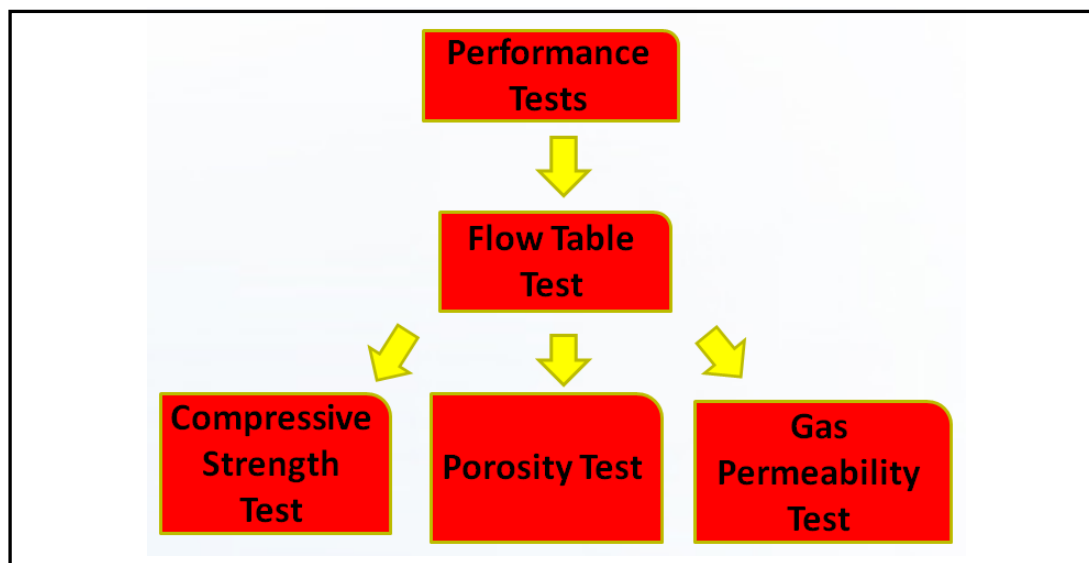 Performance
Tests
Flow Table
Test
Compressive
Strength
Test
Porosity Test
Gas
Permeability
Test